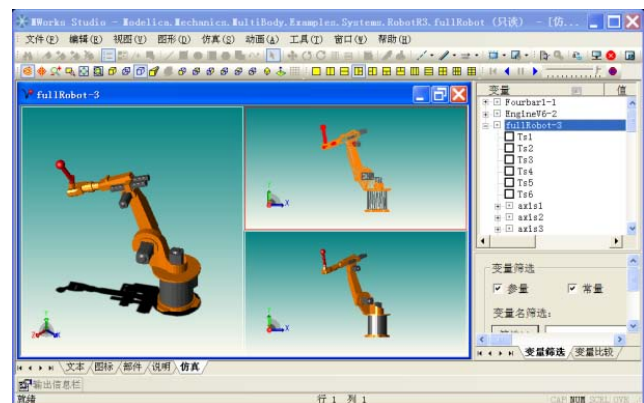 MWorks Studio - Modelica.Mechanics.MultiBody.Examples.Systems.RobotR3.fullRobot (只读) - [仿...
文件(F) 编辑(E) 视图(V) 图形(D) 仿真(S) 动画(A) 工具(T) 窗口(W) 帮助(H)
fullRobot-3
变量 值
Fourbar1-1
EngineV6-2
fullRobot-3
Ts1
Ts2
Ts3
Ts4
Ts5
Ts6
axis1
axis2
axis3
变量筛选
参量 常量
变量名筛选:
变量筛选 变量比较
文本 图标 部件 说明 仿真
输出信息栏
就绪 行 1 列 1 CAP NUM SCRL OVR